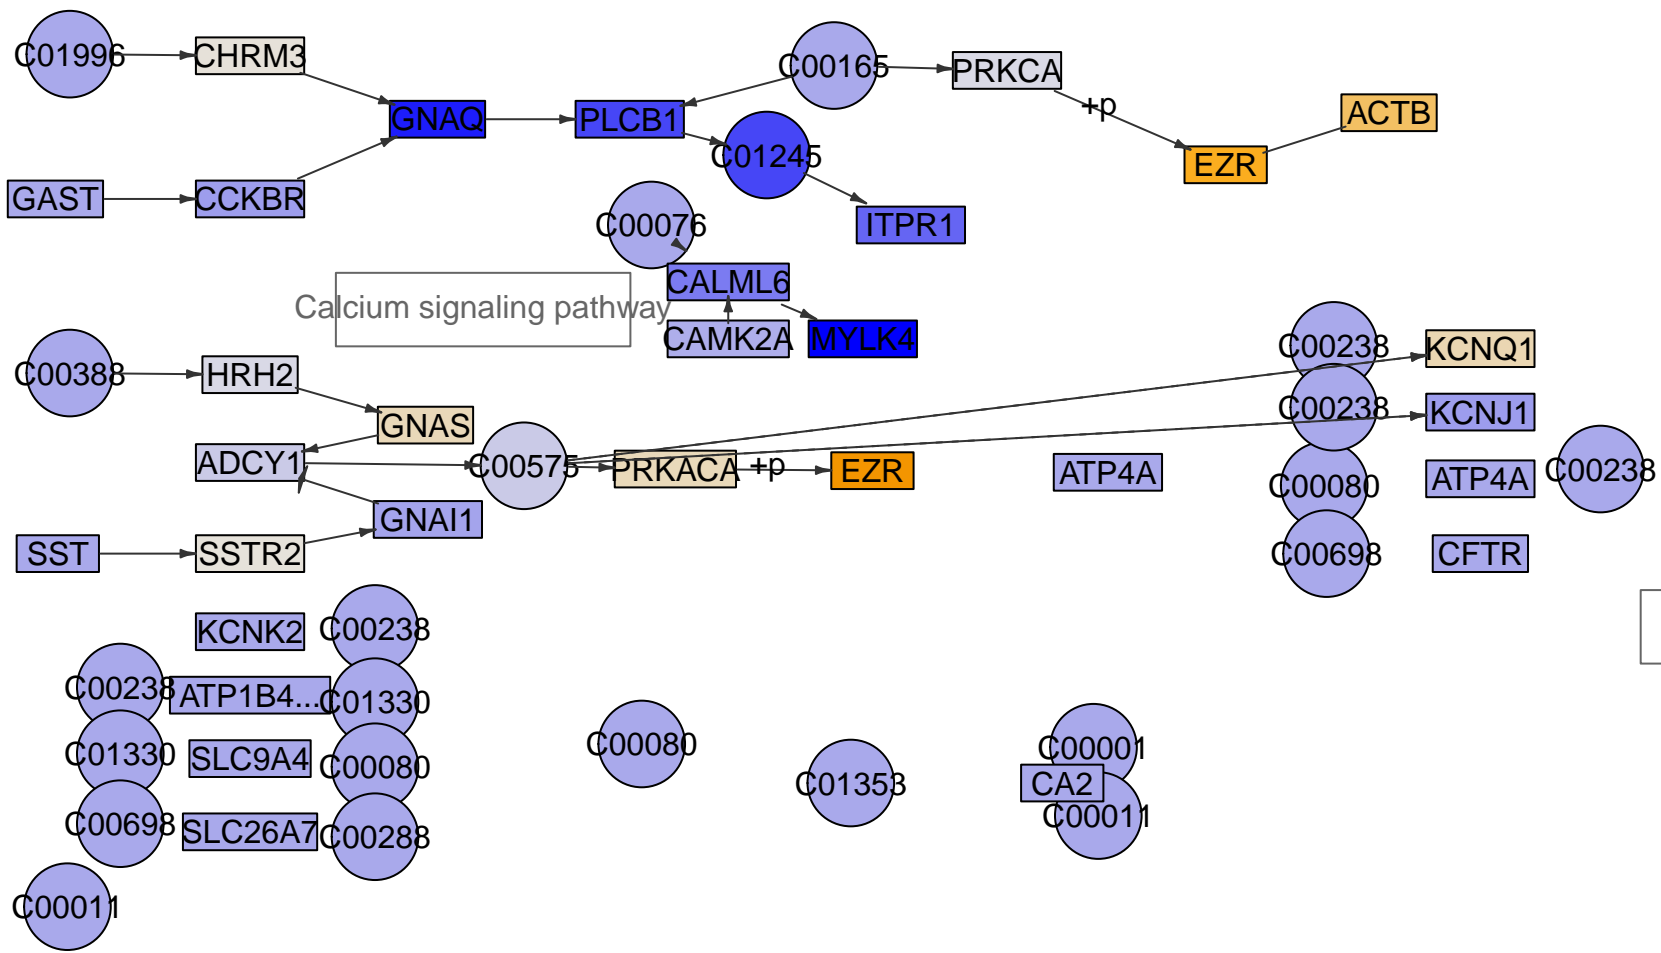 C01996
CHRM3
C00165
PRKCA
+p
ACTB
GNAQ
PLCB1
C01245
EZR
GAST
CCKBR
C00076
ITPR1
CALML6
Calcium signaling pathway
CAMK2A
MYLK4
C00238
KCNQ1
C00388
HRH2
C00238
KCNJ1
GNAS
ADCY1
C00575
PRKACA
+p
EZR
ATP4A
C00080
ATP4A
C00238
GNAI1
SST
SSTR2
C00698
CFTR
KCNK2
C00238
C00238
ATP1B4...
C01330
C01330
SLC9A4
C00080
C00080
C01353
C00001
CA2
C00011
C00698
SLC26A7
C00288
C00011